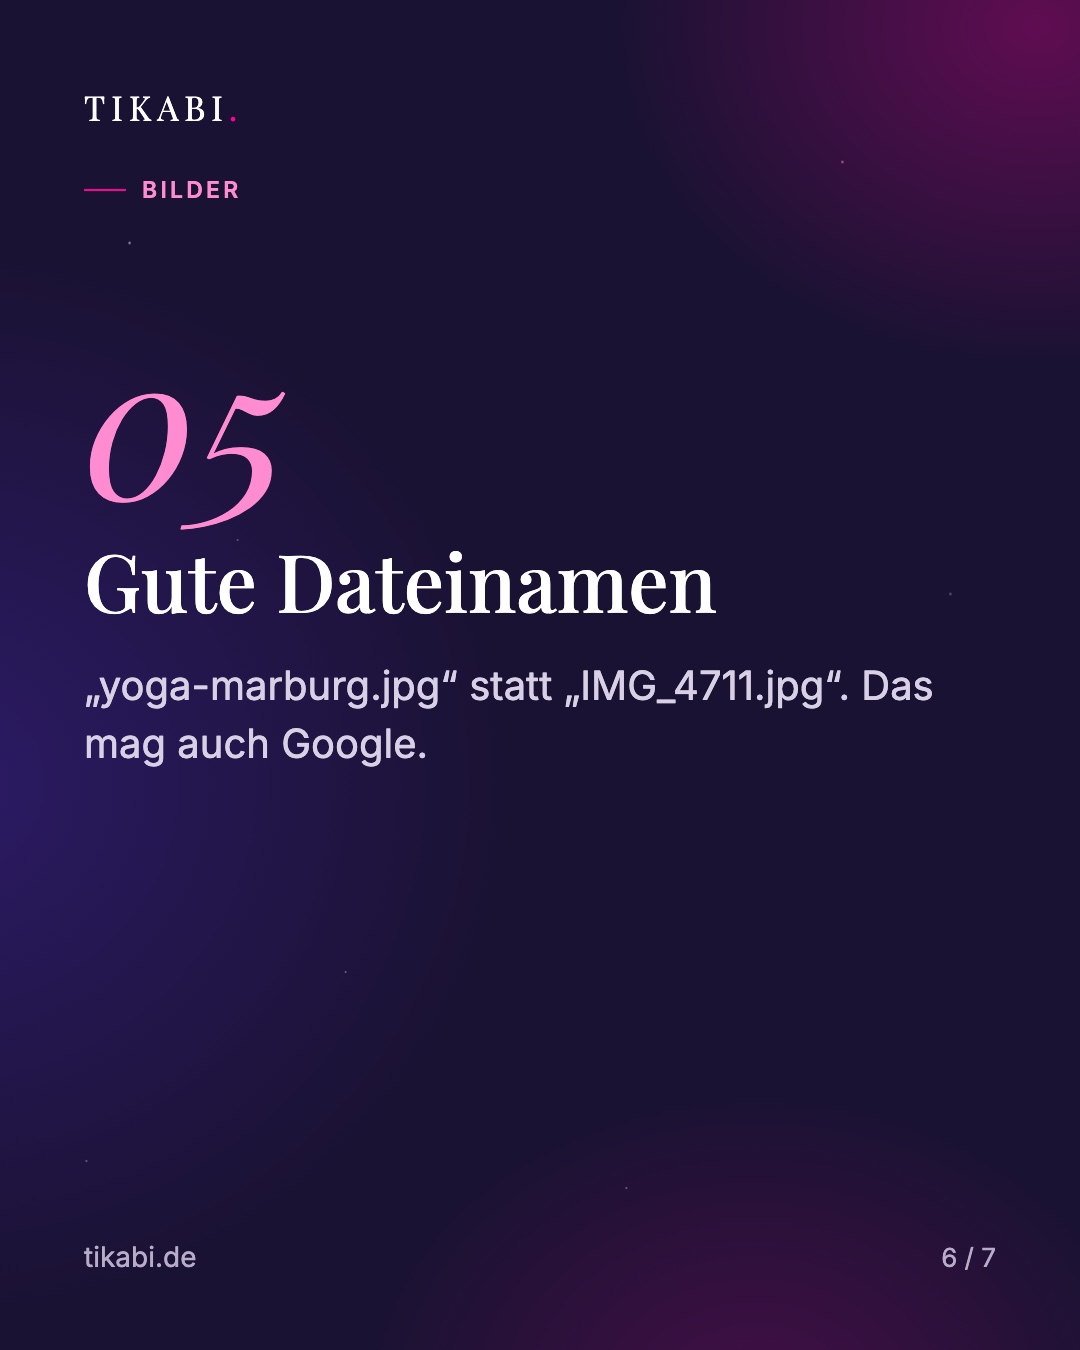 TIKABI.
BILDER
05
Gute Dateinamen
„yoga-marburg.jpg“ statt „IMG_4711.jpg“. Das
mag auch Google.
tikabi.de
6 / 7